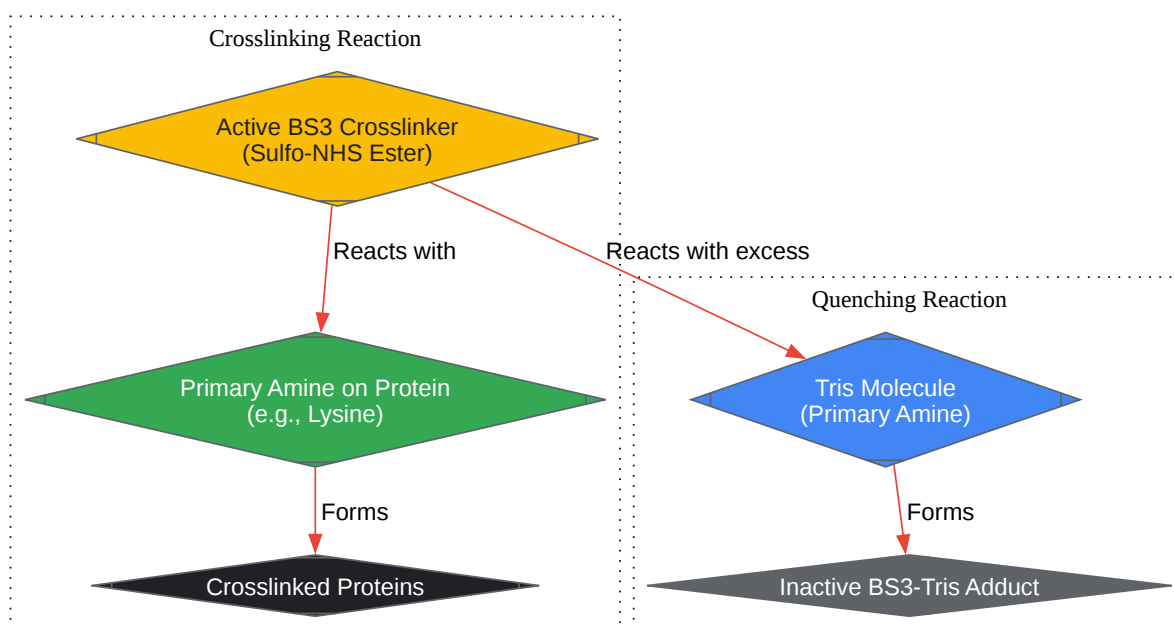 Crosslinking Reaction
Active BS3 Crosslinker
(Sulfo-NHS Ester)
Reacts with
Reacts with excess
Quenching Reaction
Primary Amine on Protein
(e.g., Lysine)
Tris Molecule
(Primary Amine)
Forms
Forms
Crosslinked Proteins
Inactive BS3-Tris Adduct